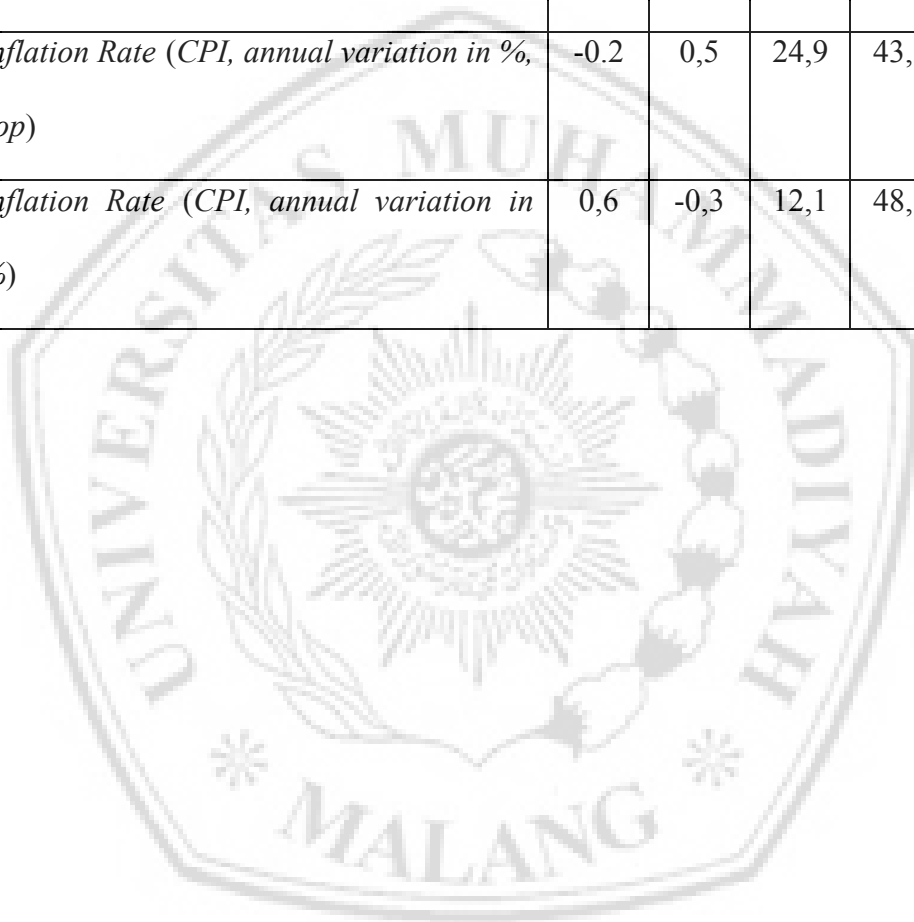 nflation Rate (CPI, annual variation in %, -0.2 0,5 24,9 43,
op)
nflation Rate (CPI, annual variation in 0,6 -0,3 12,1 48,
%)
UNIVERSITAS MUHAMMADIYAH
MALANG